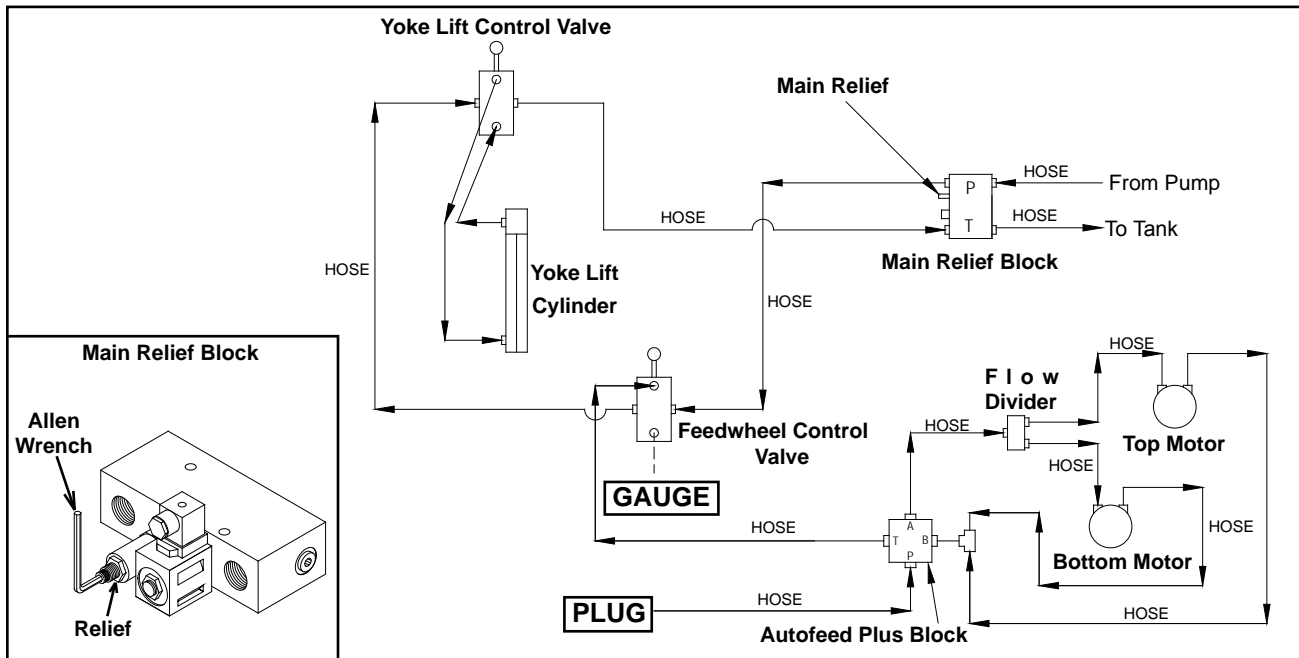 Yoke Lift Control Valve
Main Relief
HOSE
From Pump
P
T
HOSE
HOSE
To Tank
Main Relief Block
HOSE
Yoke Lift
Cylinder
HOSE
Main Relief Block
Allen
Wrench
Relief
Feedwheel Control
Valve
GAUGE
Flow
Divider
HOSE
HOSE
Top Motor
HOSE
HOSE
Bottom Motor
HOSE
A
T
B
P
PLUG
HOSE
HOSE
Autofeed Plus Block